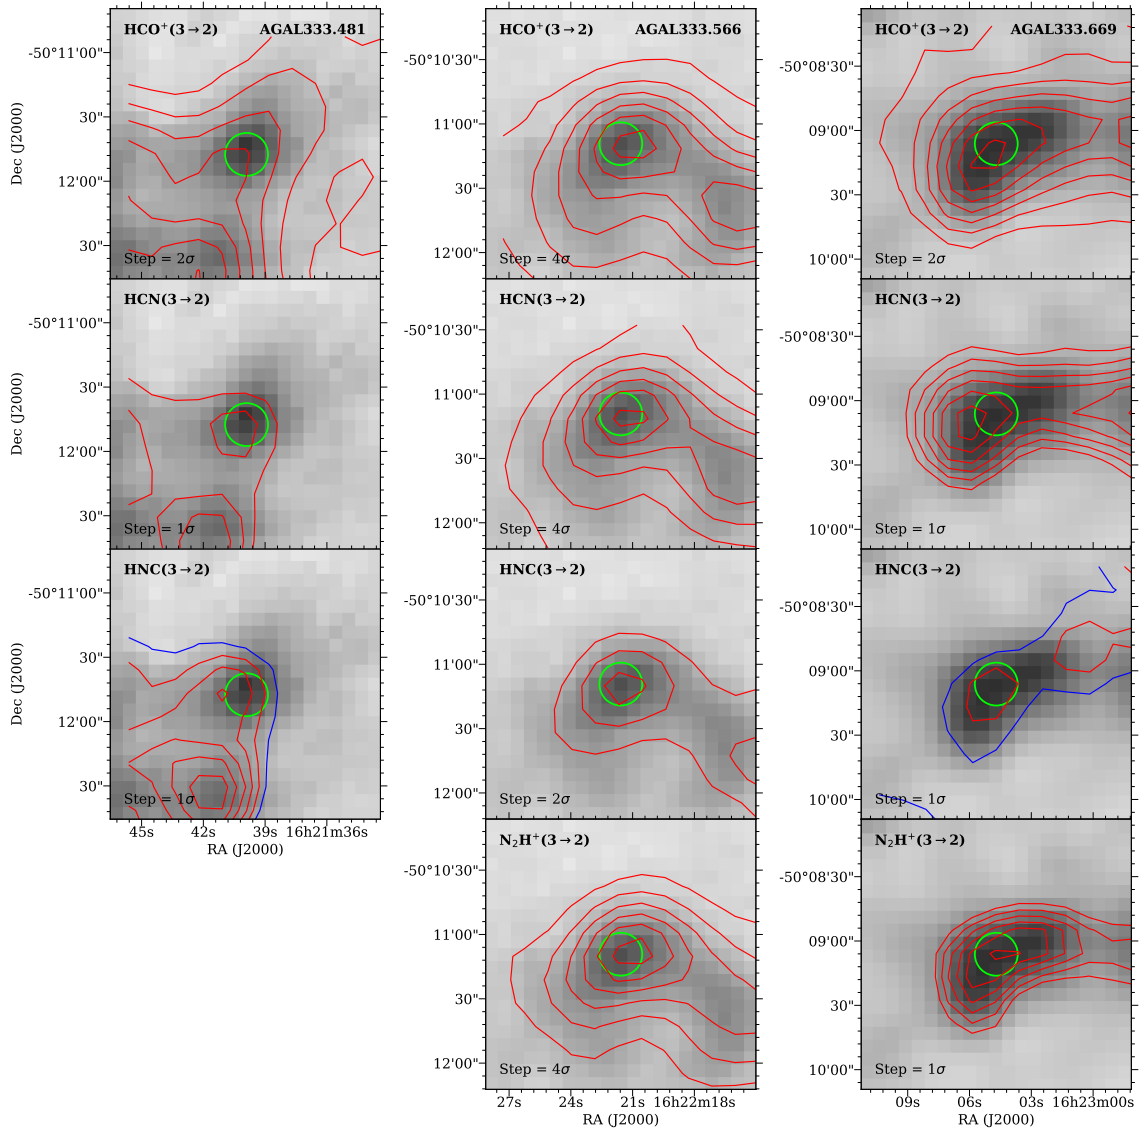 HCO⁺(3→2) AGAL333.481
-50°11'00"
30"
12'00"
30"
Dec (J2000)
Step = 2σ
HCO⁺(3→2) AGAL333.566
-50°10'30"
11'00"
30"
12'00"
Step = 4σ
HCO⁺(3→2) AGAL333.669
-50°08'30"
09'00"
30"
10'00"
Step = 2σ
HCN(3→2)
-50°11'00"
30"
12'00"
30"
Dec (J2000)
Step = 1σ
HCN(3→2)
-50°10'30"
11'00"
30"
12'00"
Step = 4σ
HCN(3→2)
-50°08'30"
09'00"
30"
10'00"
Step = 1σ
HNC(3→2)
-50°11'00"
30"
12'00"
30"
Dec (J2000)
Step = 1σ
45s 42s 39s 16h21m36s
RA (J2000)
HNC(3→2)
-50°10'30"
11'00"
30"
12'00"
Step = 2σ
HNC(3→2)
-50°08'30"
09'00"
30"
10'00"
Step = 1σ
N₂H⁺(3→2)
-50°10'30"
11'00"
30"
12'00"
Step = 4σ
27s 24s 21s 16h22m18s
RA (J2000)
N₂H⁺(3→2)
-50°08'30"
09'00"
30"
10'00"
Step = 1σ
09s 06s 03s 16h23m00s
RA (J2000)